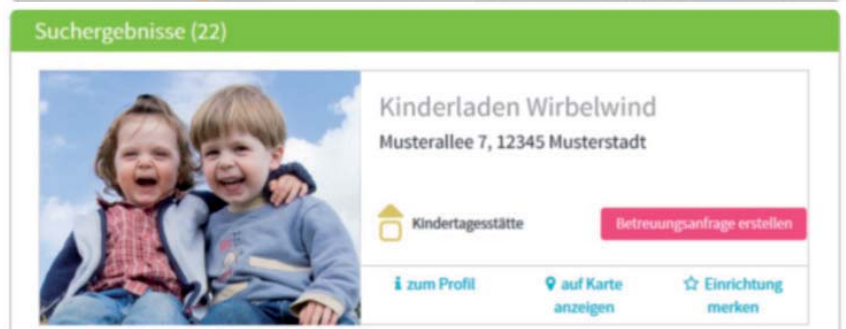 Suchergebnisse (22)
Kinderladen Wirbelwind
Musterallee 7, 12345 Musterstadt
Kindertagesstätte
Betreuungsanfrage erstellen
zum Profil
auf Karte
anzeigen
Einrichtung
merken